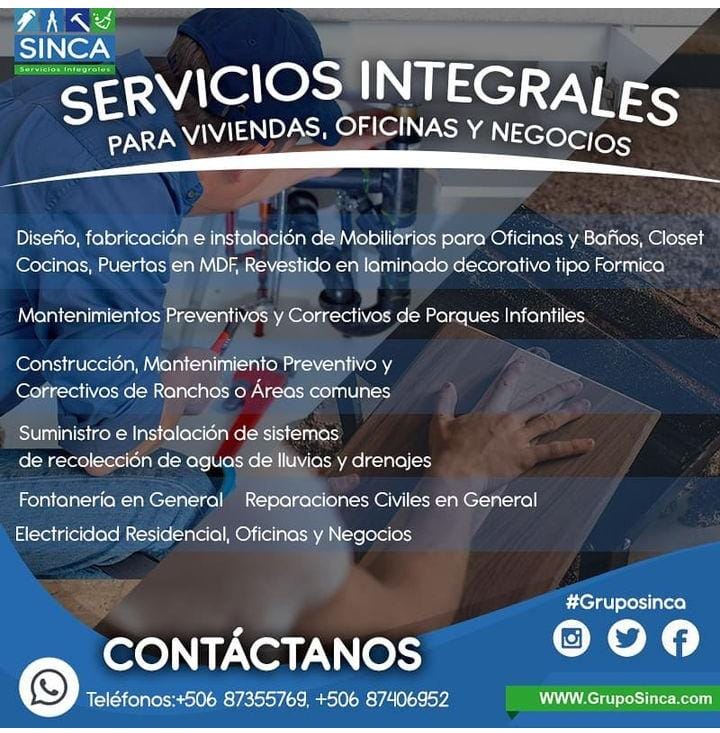 SINCA
Servicios Integrales
SERVICIOS INTEGRALES
PARA VIVIENDAS, OFICINAS Y NEGOCIOS
Diseño, fabricación e instalación de Mobiliarios para Oficinas y Baños, Closet
Cocinas, Puertas en MDF, Revestido en laminado decorativo tipo Formica
Mantenimientos Preventivos y Correctivos de Parques Infantiles
Construcción, Mantenimiento Preventivo y
Correctivos de Ranchos o Áreas comunes
Suministro e Instalación de sistemas
de recolección de aguas de lluvias y drenajes
Fontanería en General Reparaciones Civiles en General
Electricidad Residencial, Oficinas y Negocios
#Gruposinca
CONTÁCTANOS
Teléfonos:+506 87355769, +506 87406952
WWW.GrupoSinca.com